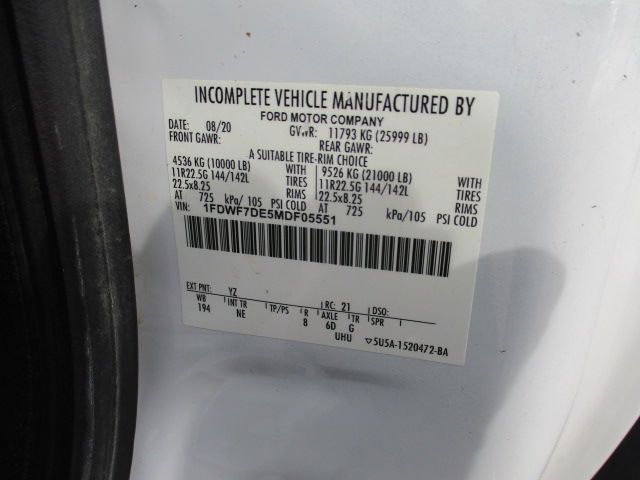 INCOMPLETE VEHICLE MANUFACTURED BY
FORD MOTOR COMPANY
DATE: 08/20 GVWR: 11793 KG (25999 LB)
FRONT GAWR: REAR GAWR:
A SUITABLE TIRE-RIM CHOICE
4536 KG (10000 LB) WITH 9526 KG (21000 LB) WITH
11R22.5G 144/142L TIRES 11R22.5G 144/142L TIRES
22.5x8.25 RIMS 22.5x8.25 RIMS
AT 725 kPa/ 105 PSI COLD AT 725 kPa/105 PSI COLD
VIN: 1FDWF7DE5MDF05551
EXT PNT: YZ RC: 21 DSO:
WB INT TR TP/PS R AXLE TR SPR
194 NE 8 6D G
UHU ▽5U5A-1520472-BA